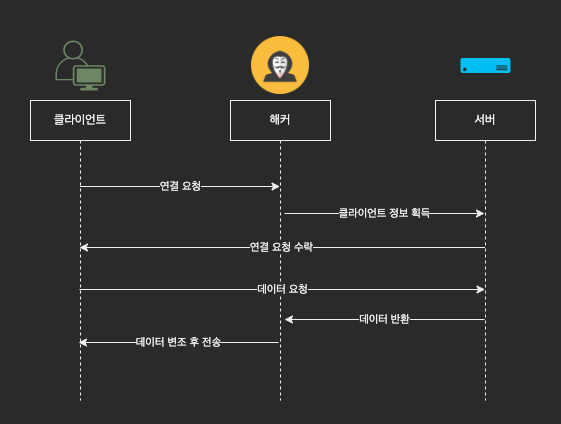 클라이언트
해커
서버
연결 요청
클라이언트 정보 획득
연결 요청 수락
데이터 요청
데이터 반환
데이터 변조 후 전송